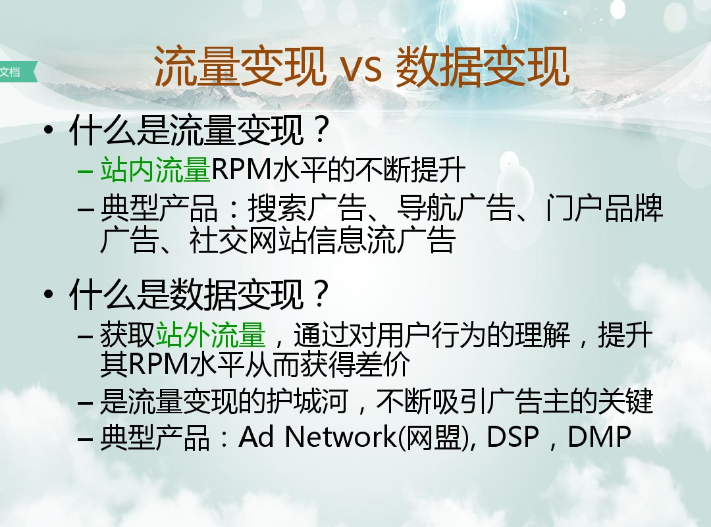 流量变现 vs 数据变现
文档
• 什么是流量变现？
– 站内流量RPM水平的不断提升
– 典型产品：搜索广告、导航广告、门户品牌
广告、社交网站信息流广告
• 什么是数据变现？
– 获取站外流量，通过对用户行为的理解，提升
其RPM水平从而获得差价
– 是流量变现的护城河，不断吸引广告主的关键
– 典型产品：Ad Network(网盟), DSP，DMP